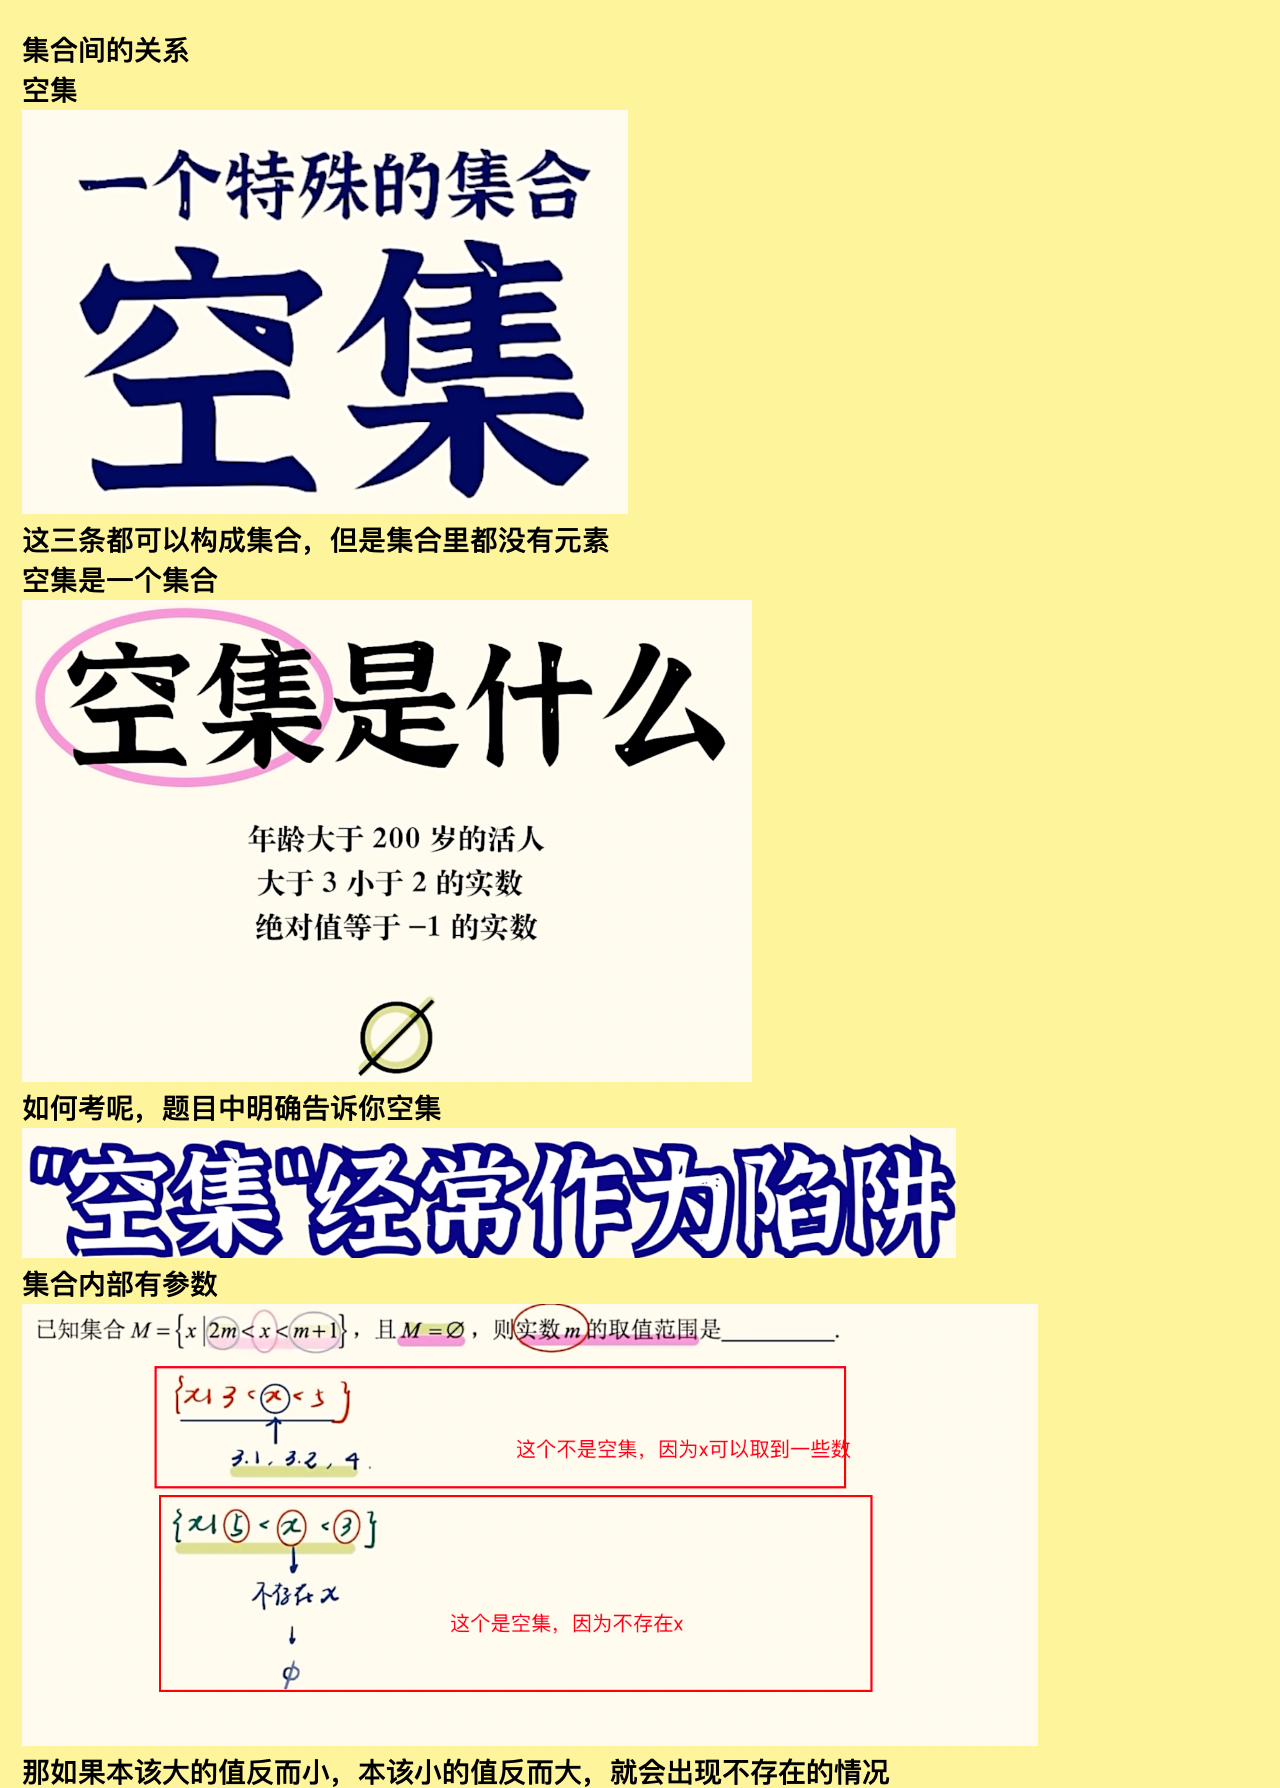 集合间的关系
空集
一个特殊的集合
空集
这三条都可以构成集合，但是集合里都没有元素
空集是一个集合
空集是什么
年龄大于 200 岁的活人
大于 3 小于 2 的实数
绝对值等于 −1 的实数
∅
如何考呢，题目中明确告诉你空集
"空集"经常作为陷阱
集合内部有参数
已知集合 M = {x | 2m < x < m+1}，且 M = ∅，则实数 m 的取值范围是__________.
{x | 3 < x < 5}
3.1, 3.2, 4.
这个不是空集，因为x可以取到一些数
{x | 5 < x < 3}
不存在 x
这个是空集，因为不存在x
↓
φ
那如果本该大的值反而小，本该小的值反而大，就会出现不存在的情况